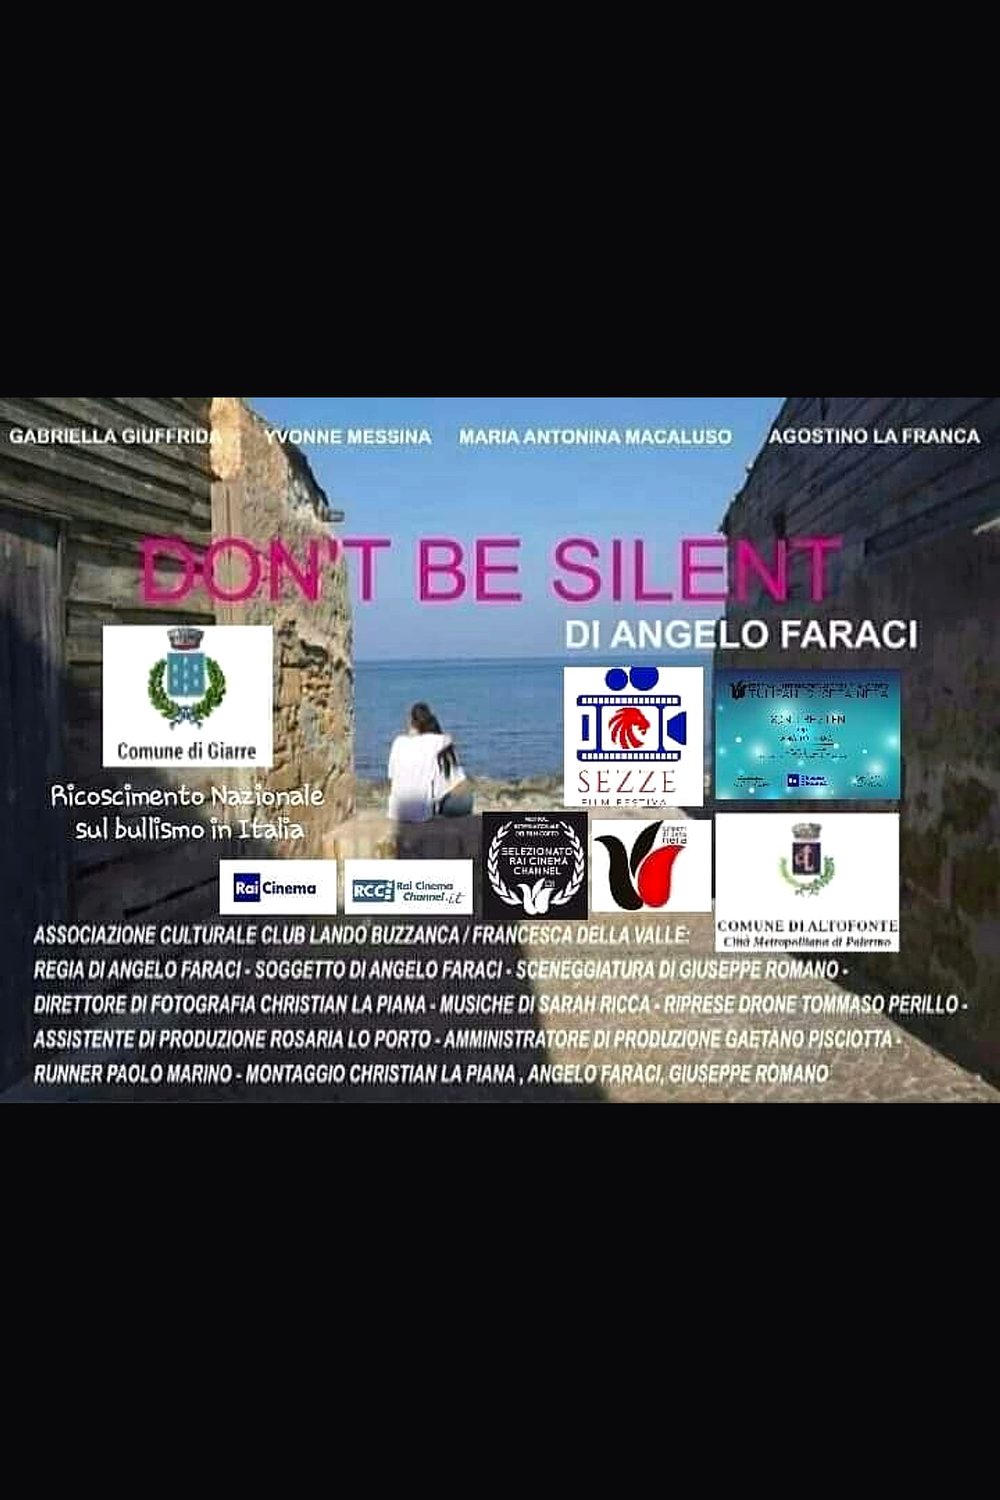 GABRIELLA GIUFFRIDA YVONNE MESSINA MARIA ANTONINA MACALUSO AGOSTINO LA FRANCA
DON'T BE SILENT
DI ANGELO FARACI
Comune di Giarre
SEZZE
FILM FESTIVAL
Ricoscimento Nazionale
sul bullismo in Italia
SELEZIONATO
RAI CINEMA
CHANNEL
nera
Rai Cinema
RCC: Rai Cinema
Channel.it
COMUNE DI ALTOFONTE
Città Metropolitana di Palermo
ASSOCIAZIONE CULTURALE CLUB LANDO BUZZANCA / FRANCESCA DELLA VALLE:
REGIA DI ANGELO FARACI - SOGGETTO DI ANGELO FARACI - SCENEGGIATURA DI GIUSEPPE ROMANO -
DIRETTORE DI FOTOGRAFIA CHRISTIAN LA PIANA - MUSICHE DI SARAH RICCA - RIPRESE DRONE TOMMASO PERILLO -
ASSISTENTE DI PRODUZIONE ROSARIA LO PORTO - AMMINISTRATORE DI PRODUZIONE GAETANO PISCIOTTA -
RUNNER PAOLO MARINO - MONTAGGIO CHRISTIAN LA PIANA , ANGELO FARACI, GIUSEPPE ROMANO